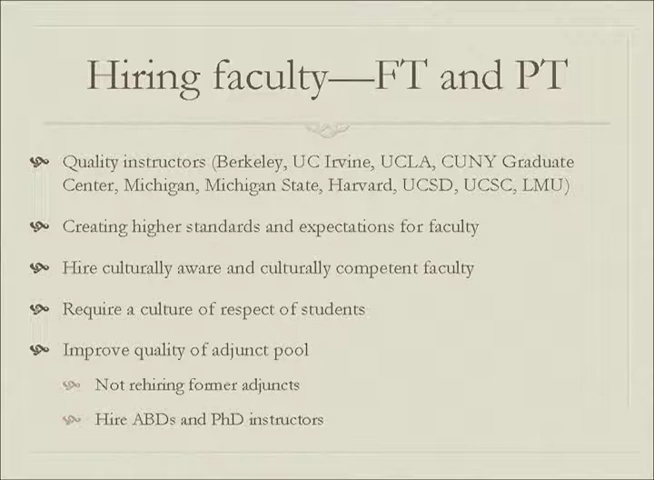 Hiring faculty—FT and PT
Quality instructors (Berkeley, UC Irvine, UCLA, CUNY Graduate
Center, Michigan, Michigan State, Harvard, UCSD, UCSC, LMU)
Creating higher standards and expectations for faculty
Hire culturally aware and culturally competent faculty
Require a culture of respect of students
Improve quality of adjunct pool
Not rehiring former adjuncts
Hire ABDs and PhD instructors